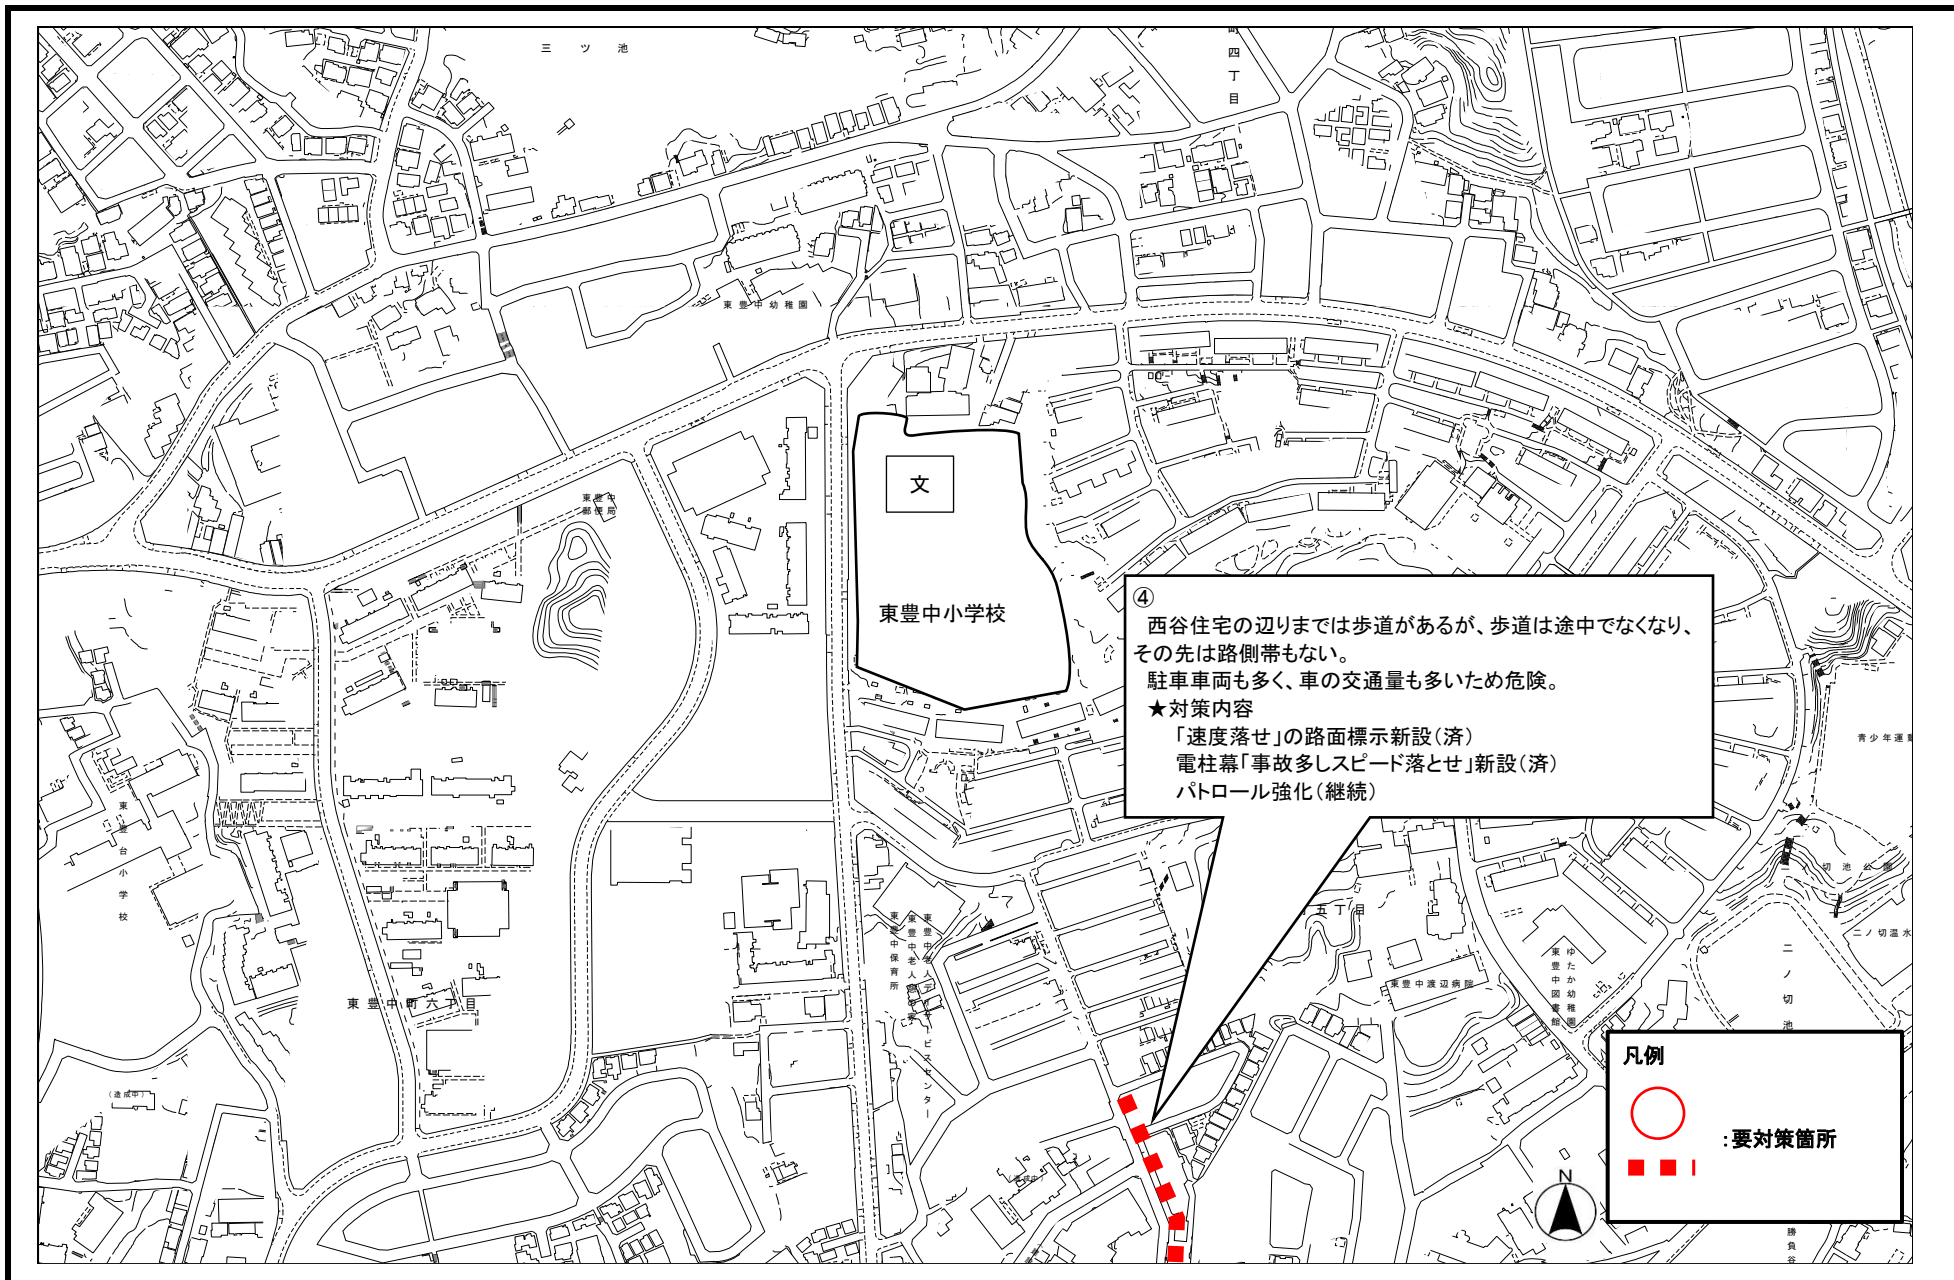 三ツ池
町四丁目
東豊中幼稚園
東豊中
郵便局
文
東豊中小学校
④
西谷住宅の辺りまでは歩道があるが、歩道は途中でなくなり、
その先は路側帯もない。
駐車車両も多く、車の交通量も多いため危険。
★対策内容
「速度落せ」の路面標示新設(済)
電柱幕「事故多しスピード落とせ」新設(済)
パトロール強化(継続)
青少年運動
東豊台小学校
二ノ切池公園
二ノ切温水
五丁目
東豊中保育所
東豊中老人デイサービスセンター
東豊中渡辺病院
ゆたか幼稚園
東豊中図書館
二ノ切池
東豊中町六丁目
(造成中)
(造成中)
凡例
:要対策箇所
N
勝負谷